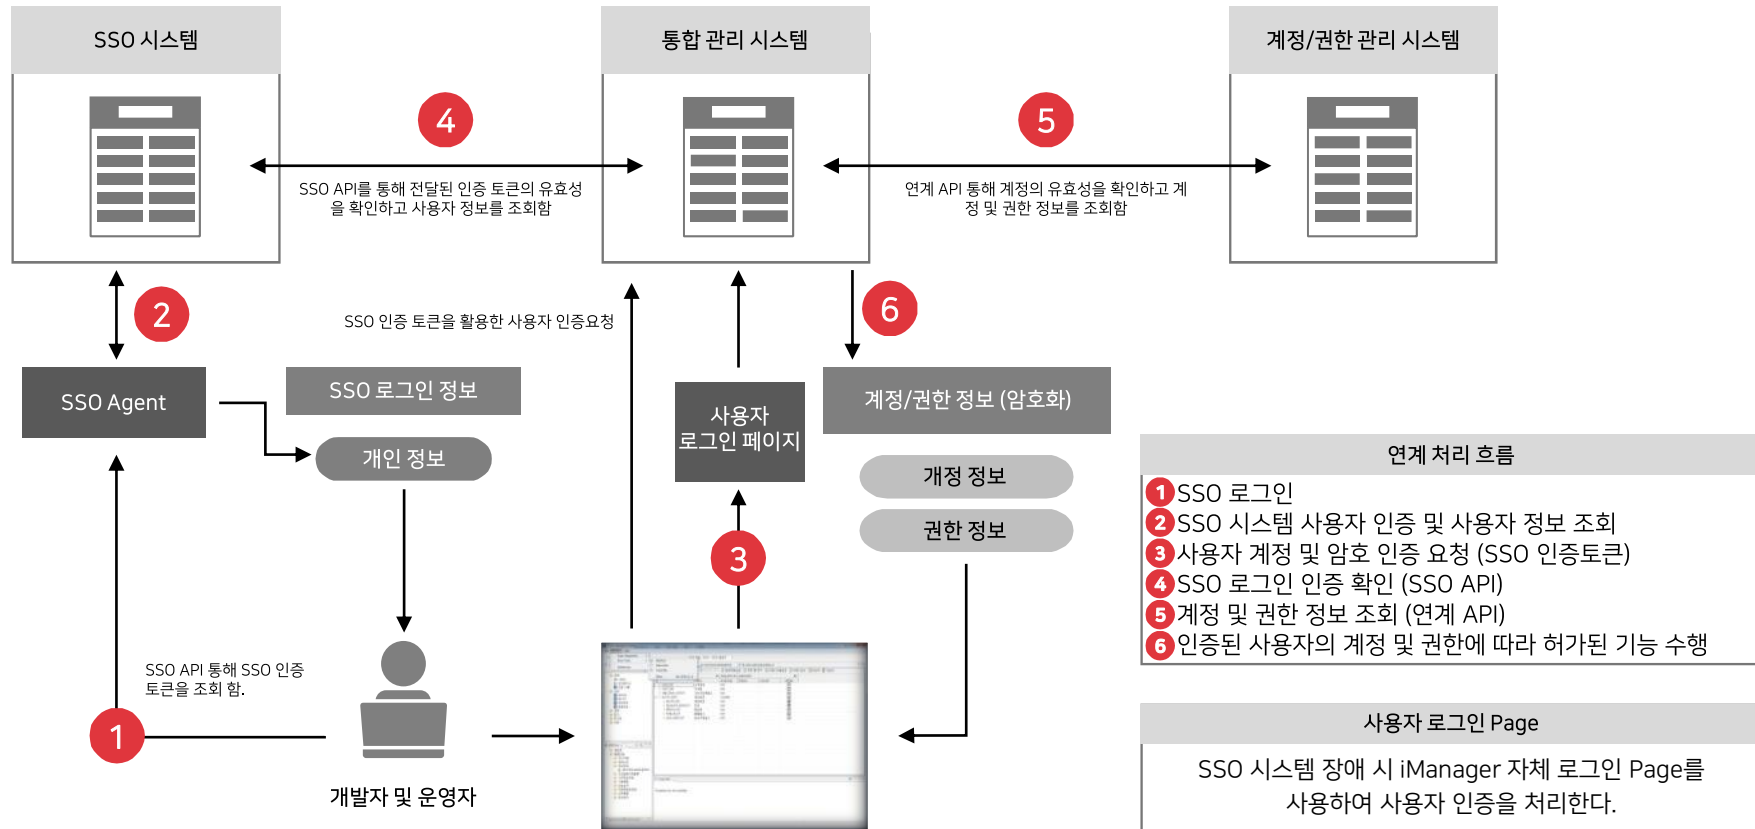 SSO 시스템
통합 관리 시스템
계정/권한 관리 시스템
4
5
SSO API를 통해 전달된 인증 토큰의 유효성
을 확인하고 사용자 정보를 조회함
연계 API 통해 계정의 유효성을 확인하고 계
정 및 권한 정보를 조회함
2
SSO 인증 토큰을 활용한 사용자 인증요청
6
SSO Agent
SSO 로그인 정보
개인 정보
사용자
로그인 페이지
계정/권한 정보 (암호화)
개정 정보
권한 정보
3
SSO API 통해 SSO 인증
토큰을 조회 함.
1
개발자 및 운영자
연계 처리 흐름
1 SSO 로그인
2 SSO 시스템 사용자 인증 및 사용자 정보 조회
3 사용자 계정 및 암호 인증 요청 (SSO 인증토큰)
4 SSO 로그인 인증 확인 (SSO API)
5 계정 및 권한 정보 조회 (연계 API)
6 인증된 사용자의 계정 및 권한에 따라 허가된 기능 수행
사용자 로그인 Page
SSO 시스템 장애 시 iManager 자체 로그인 Page를
사용하여 사용자 인증을 처리한다.